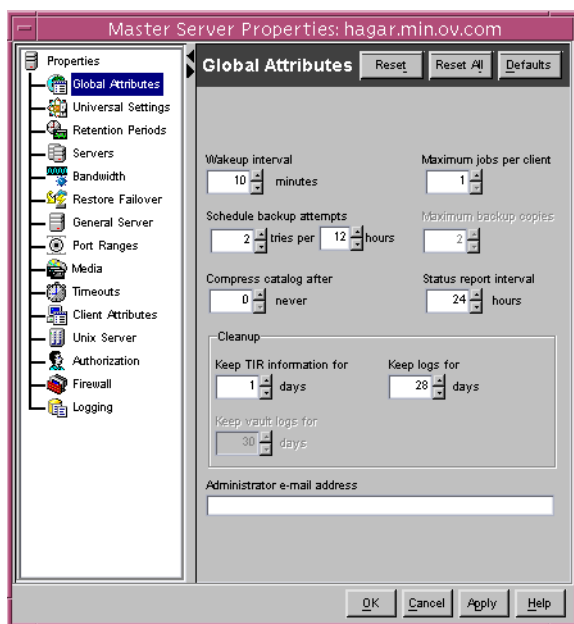 Master Server Properties: hagar.min.ov.com
Properties
Global Attributes
Universal Settings
Retention Periods
Servers
Bandwidth
Restore Failover
General Server
Port Ranges
Media
Timeouts
Client Attributes
Unix Server
Authorization
Firewall
Logging
Global Attributes Reset Reset All Defaults
Wakeup interval Maximum jobs per client
10 minutes 1
Schedule backup attempts Maximum backup copies
2 tries per 12 hours 2
Compress catalog after Status report interval
0 never 24 hours
Cleanup
Keep TIR information for Keep logs for
1 days 28 days
Keep vault logs for
30 days
Administrator e-mail address
OK Cancel Apply Help